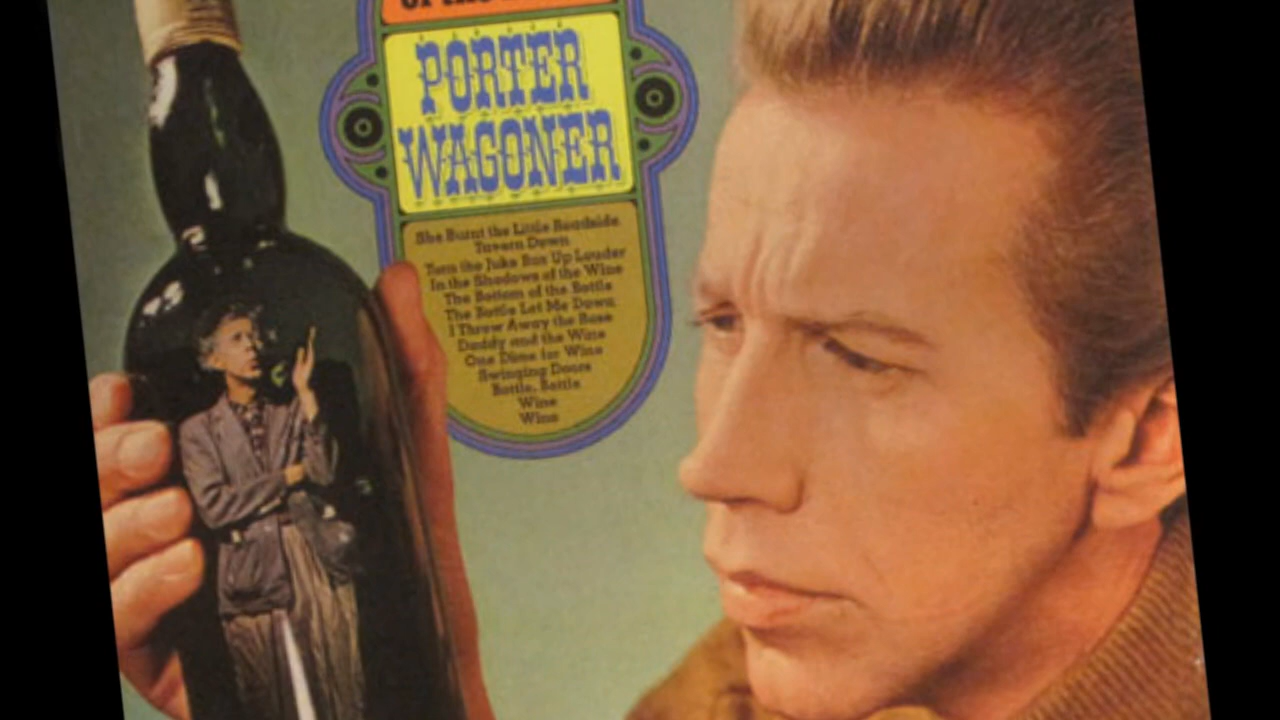 PORTER
WAGONER
She Burnt the Little Roadside
Tavern Down
Turn the Juke Box Up Louder
In the Shadows of the Wine
The Bottom of the Bottle
The Bottle Let Me Down
I Threw Away the Rose
Daddy and the Wine
One Dime for Wine
Swinging Doors
Bottle, Bottle
Wine
Wine